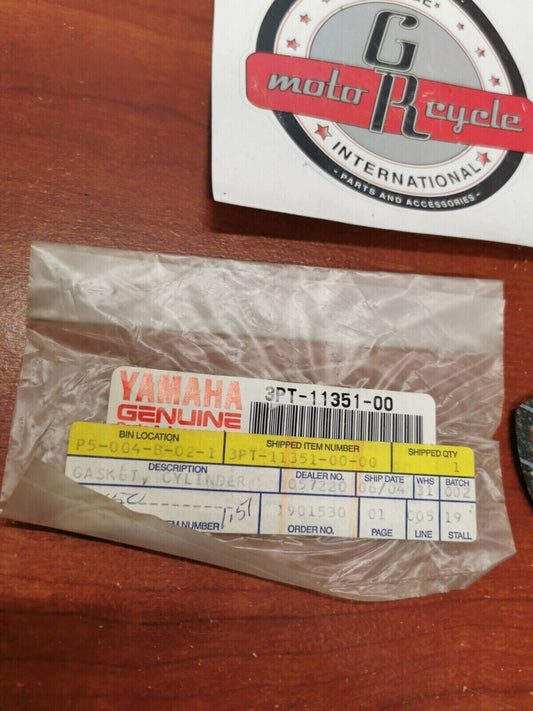 G
motoRcycle
INTERNATIONAL
- PARTS AND ACCESSORIES -
YAMAHA
GENUINE
3PT-11351-00
BIN LOCATION SHIPPED ITEM NUMBER SHIPPED QTY
P5-004-B-02-1 3PT-11351-00-00 1
GASKET, CYLINDER DEALER NO. SHIP DATE WHS BATCH
057220 06/04 31 002
ITEM NUMBER 1901530 01 005 19
ORDER NO. PAGE LINE STALL